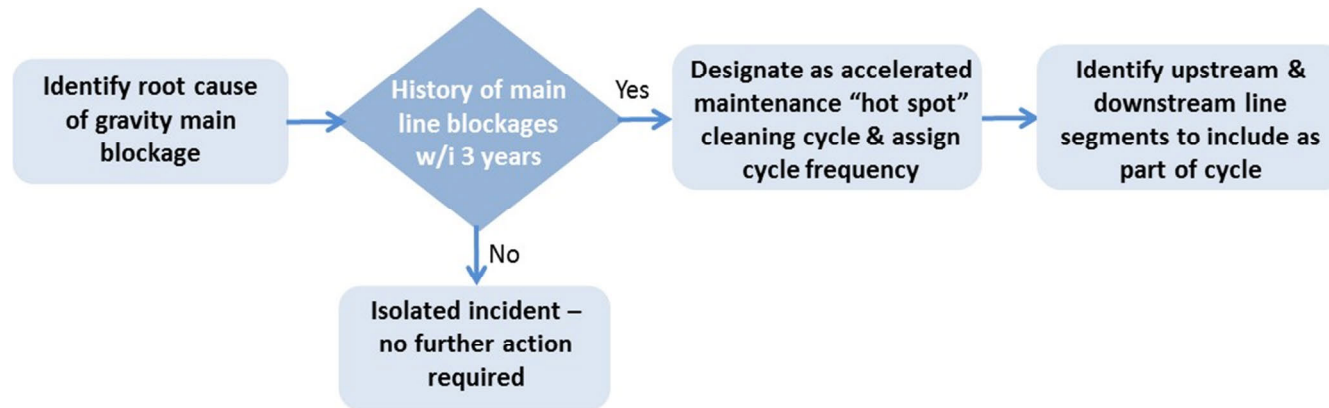 Identify root cause
of gravity main
blockage
History of main
line blockages
w/i 3 years
Yes
Designate as accelerated
maintenance “hot spot”
cleaning cycle & assign
cycle frequency
Identify upstream &
downstream line
segments to include as
part of cycle
No
Isolated incident –
no further action
required